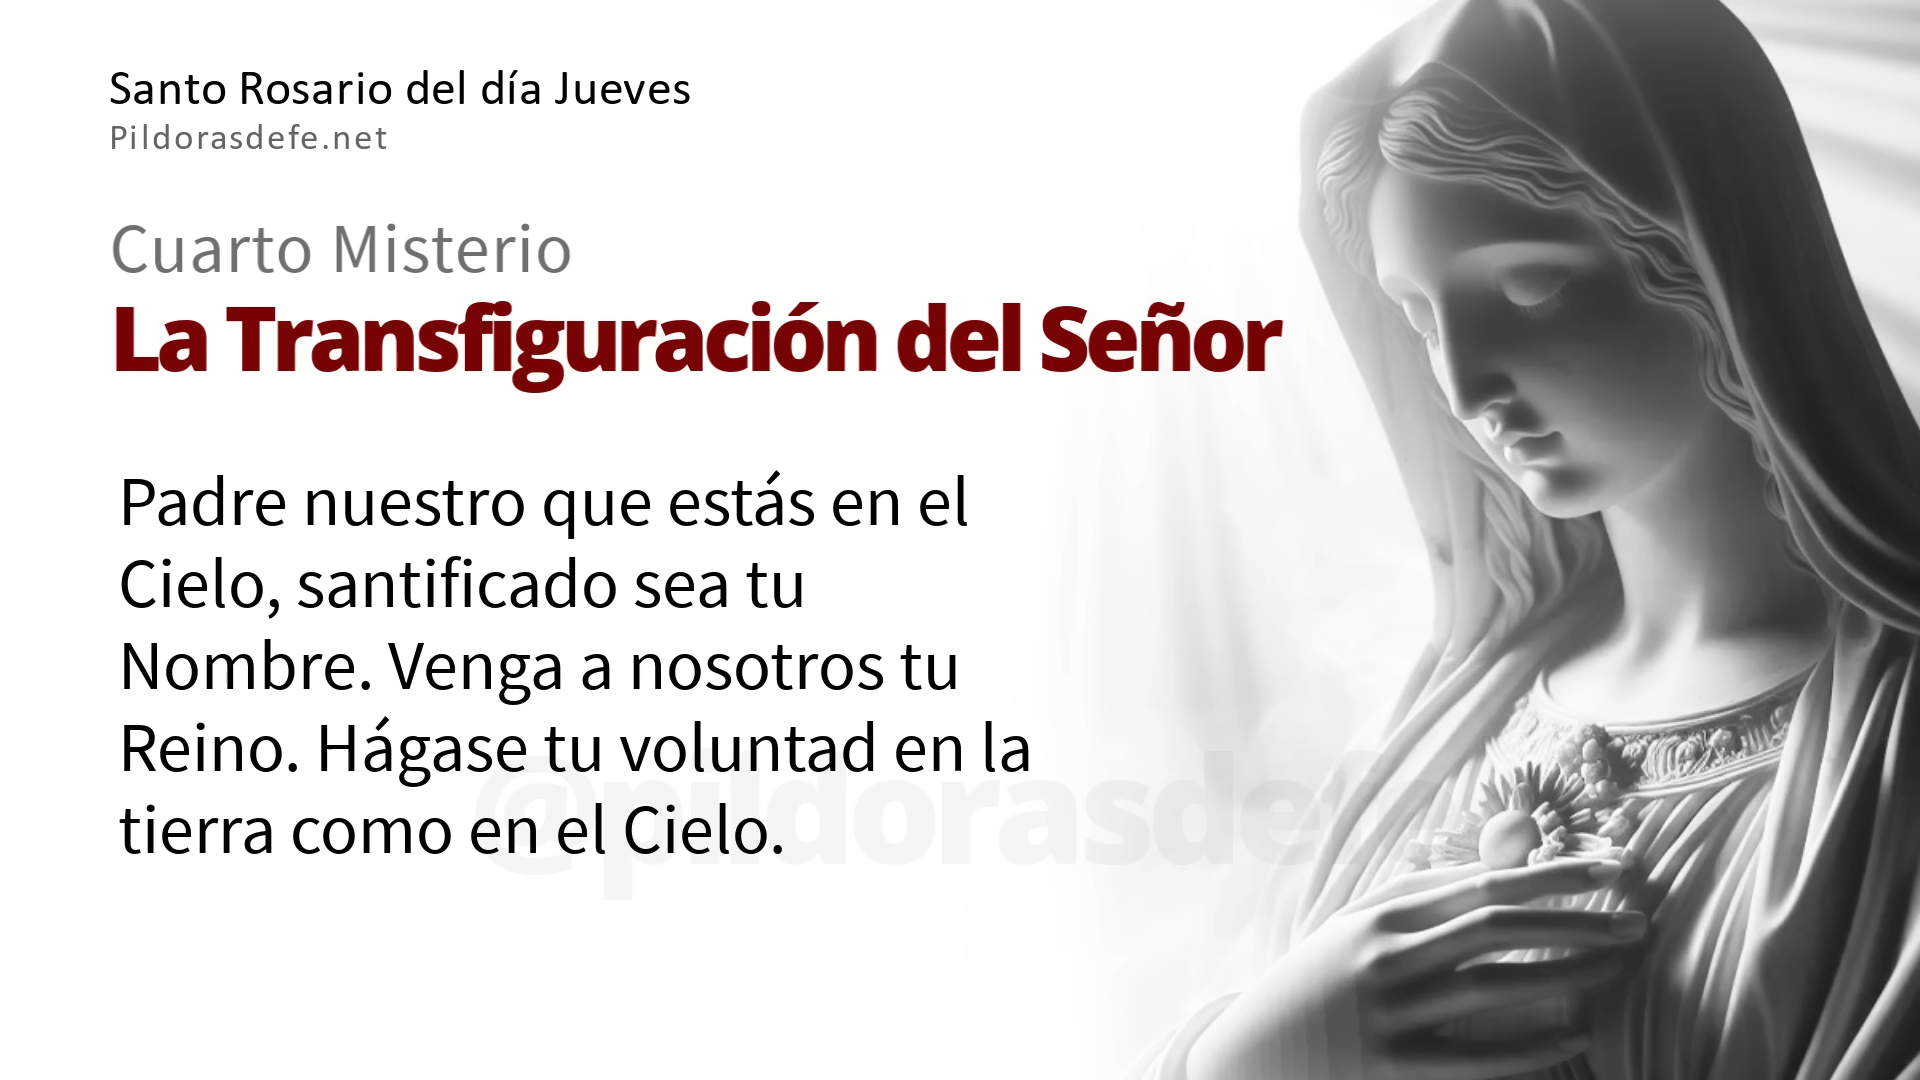 Santo Rosario del día Jueves
Pildorasdefe.net
Cuarto Misterio
La Transfiguración del Señor
Padre nuestro que estás en el
Cielo, santificado sea tu
Nombre. Venga a nosotros tu
Reino. Hágase tu voluntad en la
tierra como en el Cielo.
@pildorasdefe